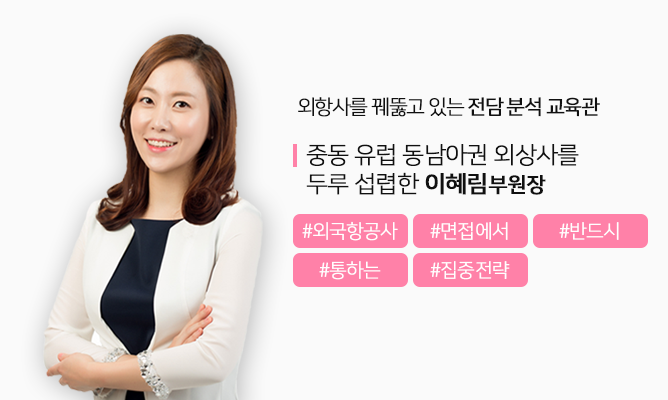 외항사를 꿰뚫고 있는 전담 분석 교육관
중동 유럽 동남아권 외상사를
두루 섭렵한 이혜림부원장
#외국항공사 #면접에서 #반드시
#통하는 #집중전략